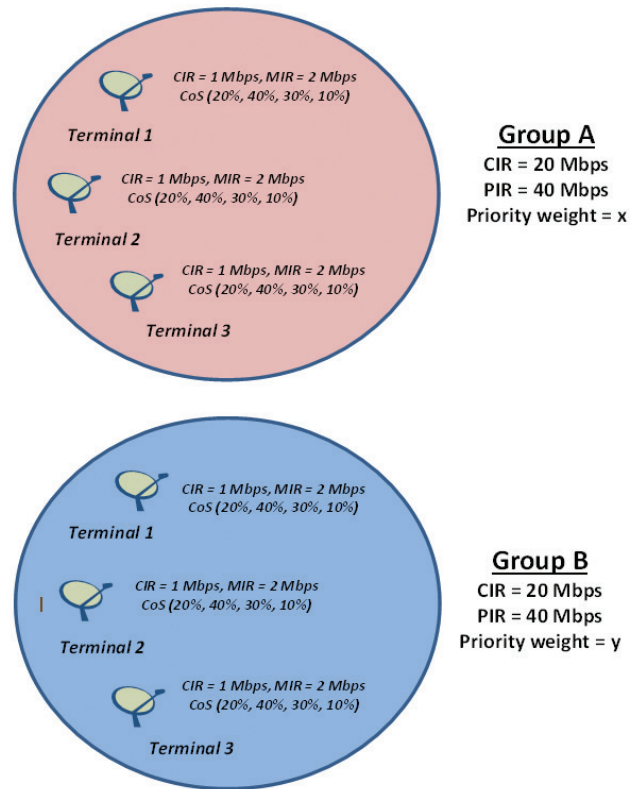 CIR = 1 Mbps, MIR = 2 Mbps
CoS (20%, 40%, 30%, 10%)
Terminal 1
CIR = 1 Mbps, MIR = 2 Mbps
CoS (20%, 40%, 30%, 10%)
Terminal 2
CIR = 1 Mbps, MIR = 2 Mbps
CoS (20%, 40%, 30%, 10%)
Terminal 3
Group A
CIR = 20 Mbps
PIR = 40 Mbps
Priority weight = x
CIR = 1 Mbps, MIR = 2 Mbps
CoS (20%, 40%, 30%, 10%)
Terminal 1
CIR = 1 Mbps, MIR = 2 Mbps
CoS (20%, 40%, 30%, 10%)
Terminal 2
CIR = 1 Mbps, MIR = 2 Mbps
CoS (20%, 40%, 30%, 10%)
Terminal 3
Group B
CIR = 20 Mbps
PIR = 40 Mbps
Priority weight = y